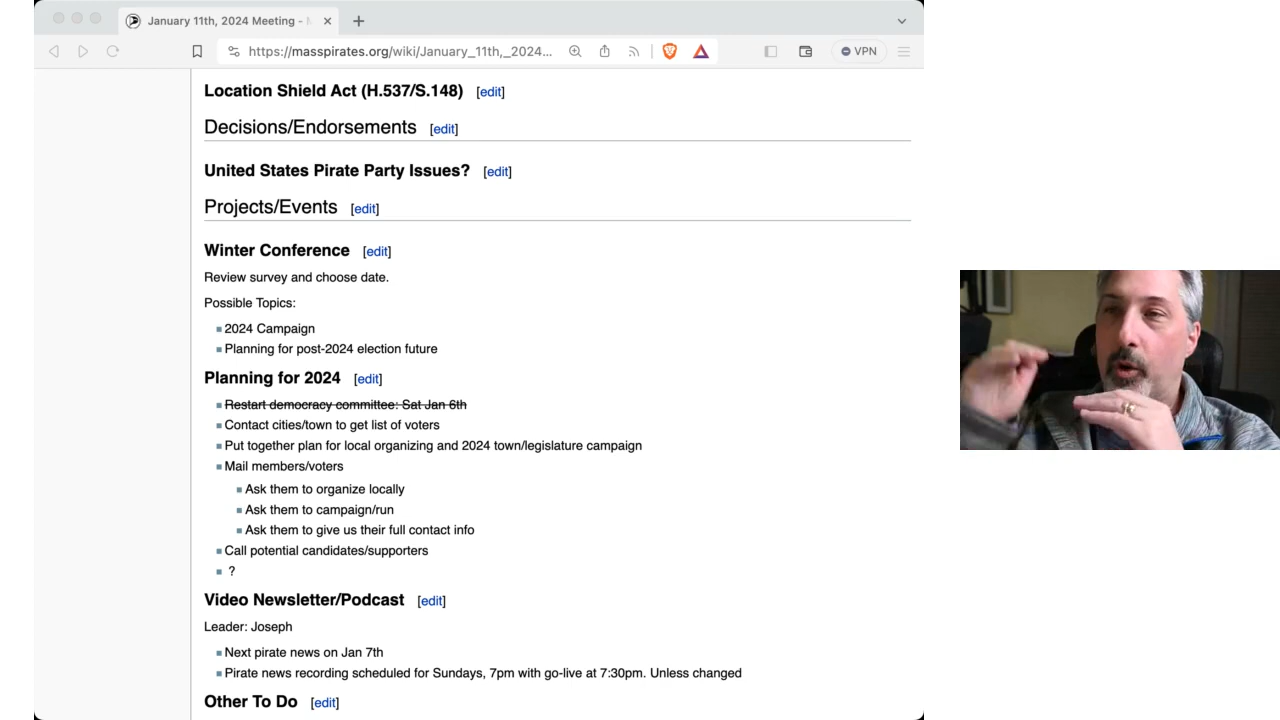 January 11th, 2024 Meeting - M
https://masspirates.org/wiki/January_11th,_2024...
VPN
Location Shield Act (H.537/S.148) [edit]
Decisions/Endorsements [edit]
United States Pirate Party Issues? [edit]
Projects/Events [edit]
Winter Conference [edit]
Review survey and choose date.
Possible Topics:
2024 Campaign
Planning for post-2024 election future
Planning for 2024 [edit]
Restart democracy committee: Sat Jan 6th
Contact cities/town to get list of voters
Put together plan for local organizing and 2024 town/legislature campaign
Mail members/voters
Ask them to organize locally
Ask them to campaign/run
Ask them to give us their full contact info
Call potential candidates/supporters
?
Video Newsletter/Podcast [edit]
Leader: Joseph
Next pirate news on Jan 7th
Pirate news recording scheduled for Sundays, 7pm with go-live at 7:30pm. Unless changed
Other To Do [edit]